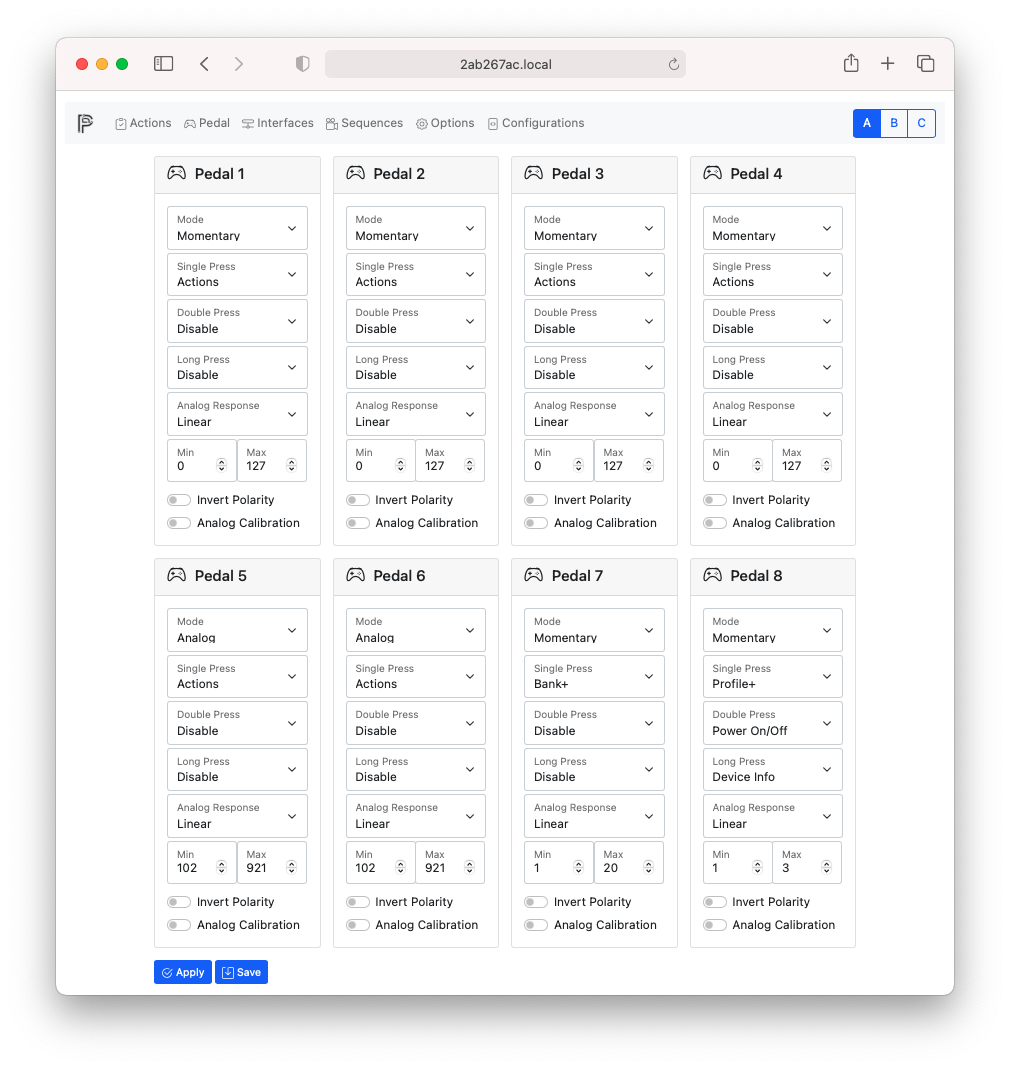 2ab267ac.local
Actions Pedal Interfaces Sequences Options Configurations A B C
Pedal 1 Pedal 2 Pedal 3 Pedal 4
Mode Mode Mode Mode
Momentary Momentary Momentary Momentary
Single Press Single Press Single Press Single Press
Actions Actions Actions Actions
Double Press Double Press Double Press Double Press
Disable Disable Disable Disable
Long Press Long Press Long Press Long Press
Disable Disable Disable Disable
Analog Response Analog Response Analog Response Analog Response
Linear Linear Linear Linear
Min Max Min Max Min Max Min Max
0 127 0 127 0 127 0 127
Invert Polarity Invert Polarity Invert Polarity Invert Polarity
Analog Calibration Analog Calibration Analog Calibration Analog Calibration
Pedal 5 Pedal 6 Pedal 7 Pedal 8
Mode Mode Mode Mode
Analog Analog Momentary Momentary
Single Press Single Press Single Press Single Press
Actions Actions Bank+ Profile+
Double Press Double Press Double Press Double Press
Disable Disable Disable Power On/Off
Long Press Long Press Long Press Long Press
Disable Disable Disable Device Info
Analog Response Analog Response Analog Response Analog Response
Linear Linear Linear Linear
Min Max Min Max Min Max Min Max
102 921 102 921 1 20 1 3
Invert Polarity Invert Polarity Invert Polarity Invert Polarity
Analog Calibration Analog Calibration Analog Calibration Analog Calibration
Apply Save